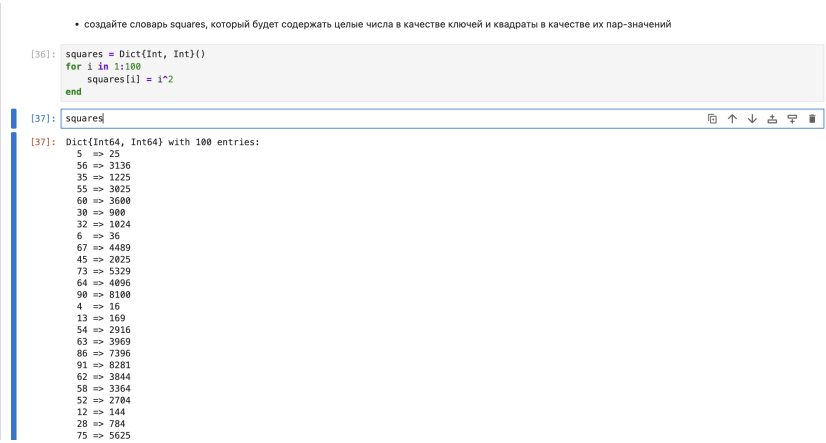 • создайте словарь squares, который будет содержать целые числа в качестве ключей и квадраты в качестве их пар-значений
[36]: squares = Dict{Int, Int}()
for i in 1:100
    squares[i] = i^2
end
[37]: squares
[37]: Dict{Int64, Int64} with 100 entries:
5  => 25
56 => 3136
35 => 1225
55 => 3025
60 => 3600
30 => 900
32 => 1024
6  => 36
67 => 4489
45 => 2025
73 => 5329
64 => 4096
90 => 8100
4  => 16
13 => 169
54 => 2916
63 => 3969
86 => 7396
91 => 8281
62 => 3844
58 => 3364
52 => 2704
12 => 144
28 => 784
75 => 5625